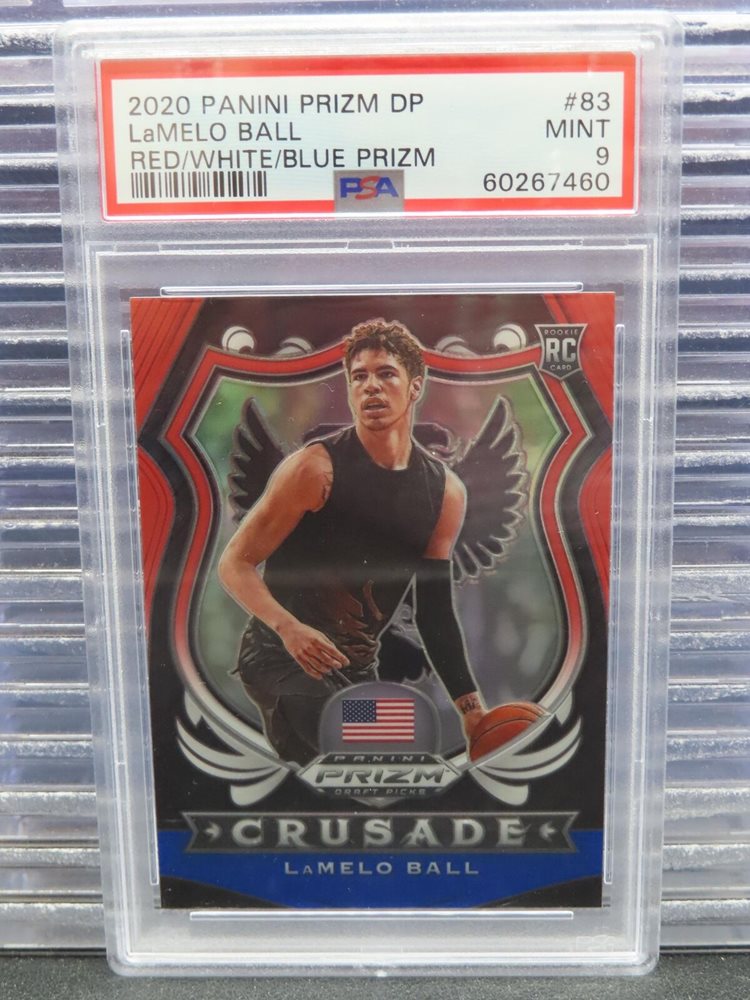 2020 PANINI PRIZM DP #83
LaMELO BALL MINT
RED/WHITE/BLUE PRIZM 9
PSA 60267460
ROOKIE
RC
CARD
PANINI
PRIZM
DRAFT PICKS
CRUSADE
LaMELO BALL